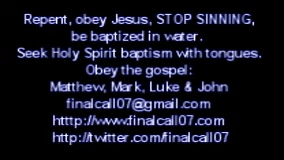 Repent, obey Jesus, STOP SINNING,
be baptized in water.
Seek Holy Spirit baptism with tongues.
Obey the gospel:
Matthew, Mark, Luke & John
finalcall07@gmail.com
htttp://www.finalcall07.com
http://twitter.com/finalcall07